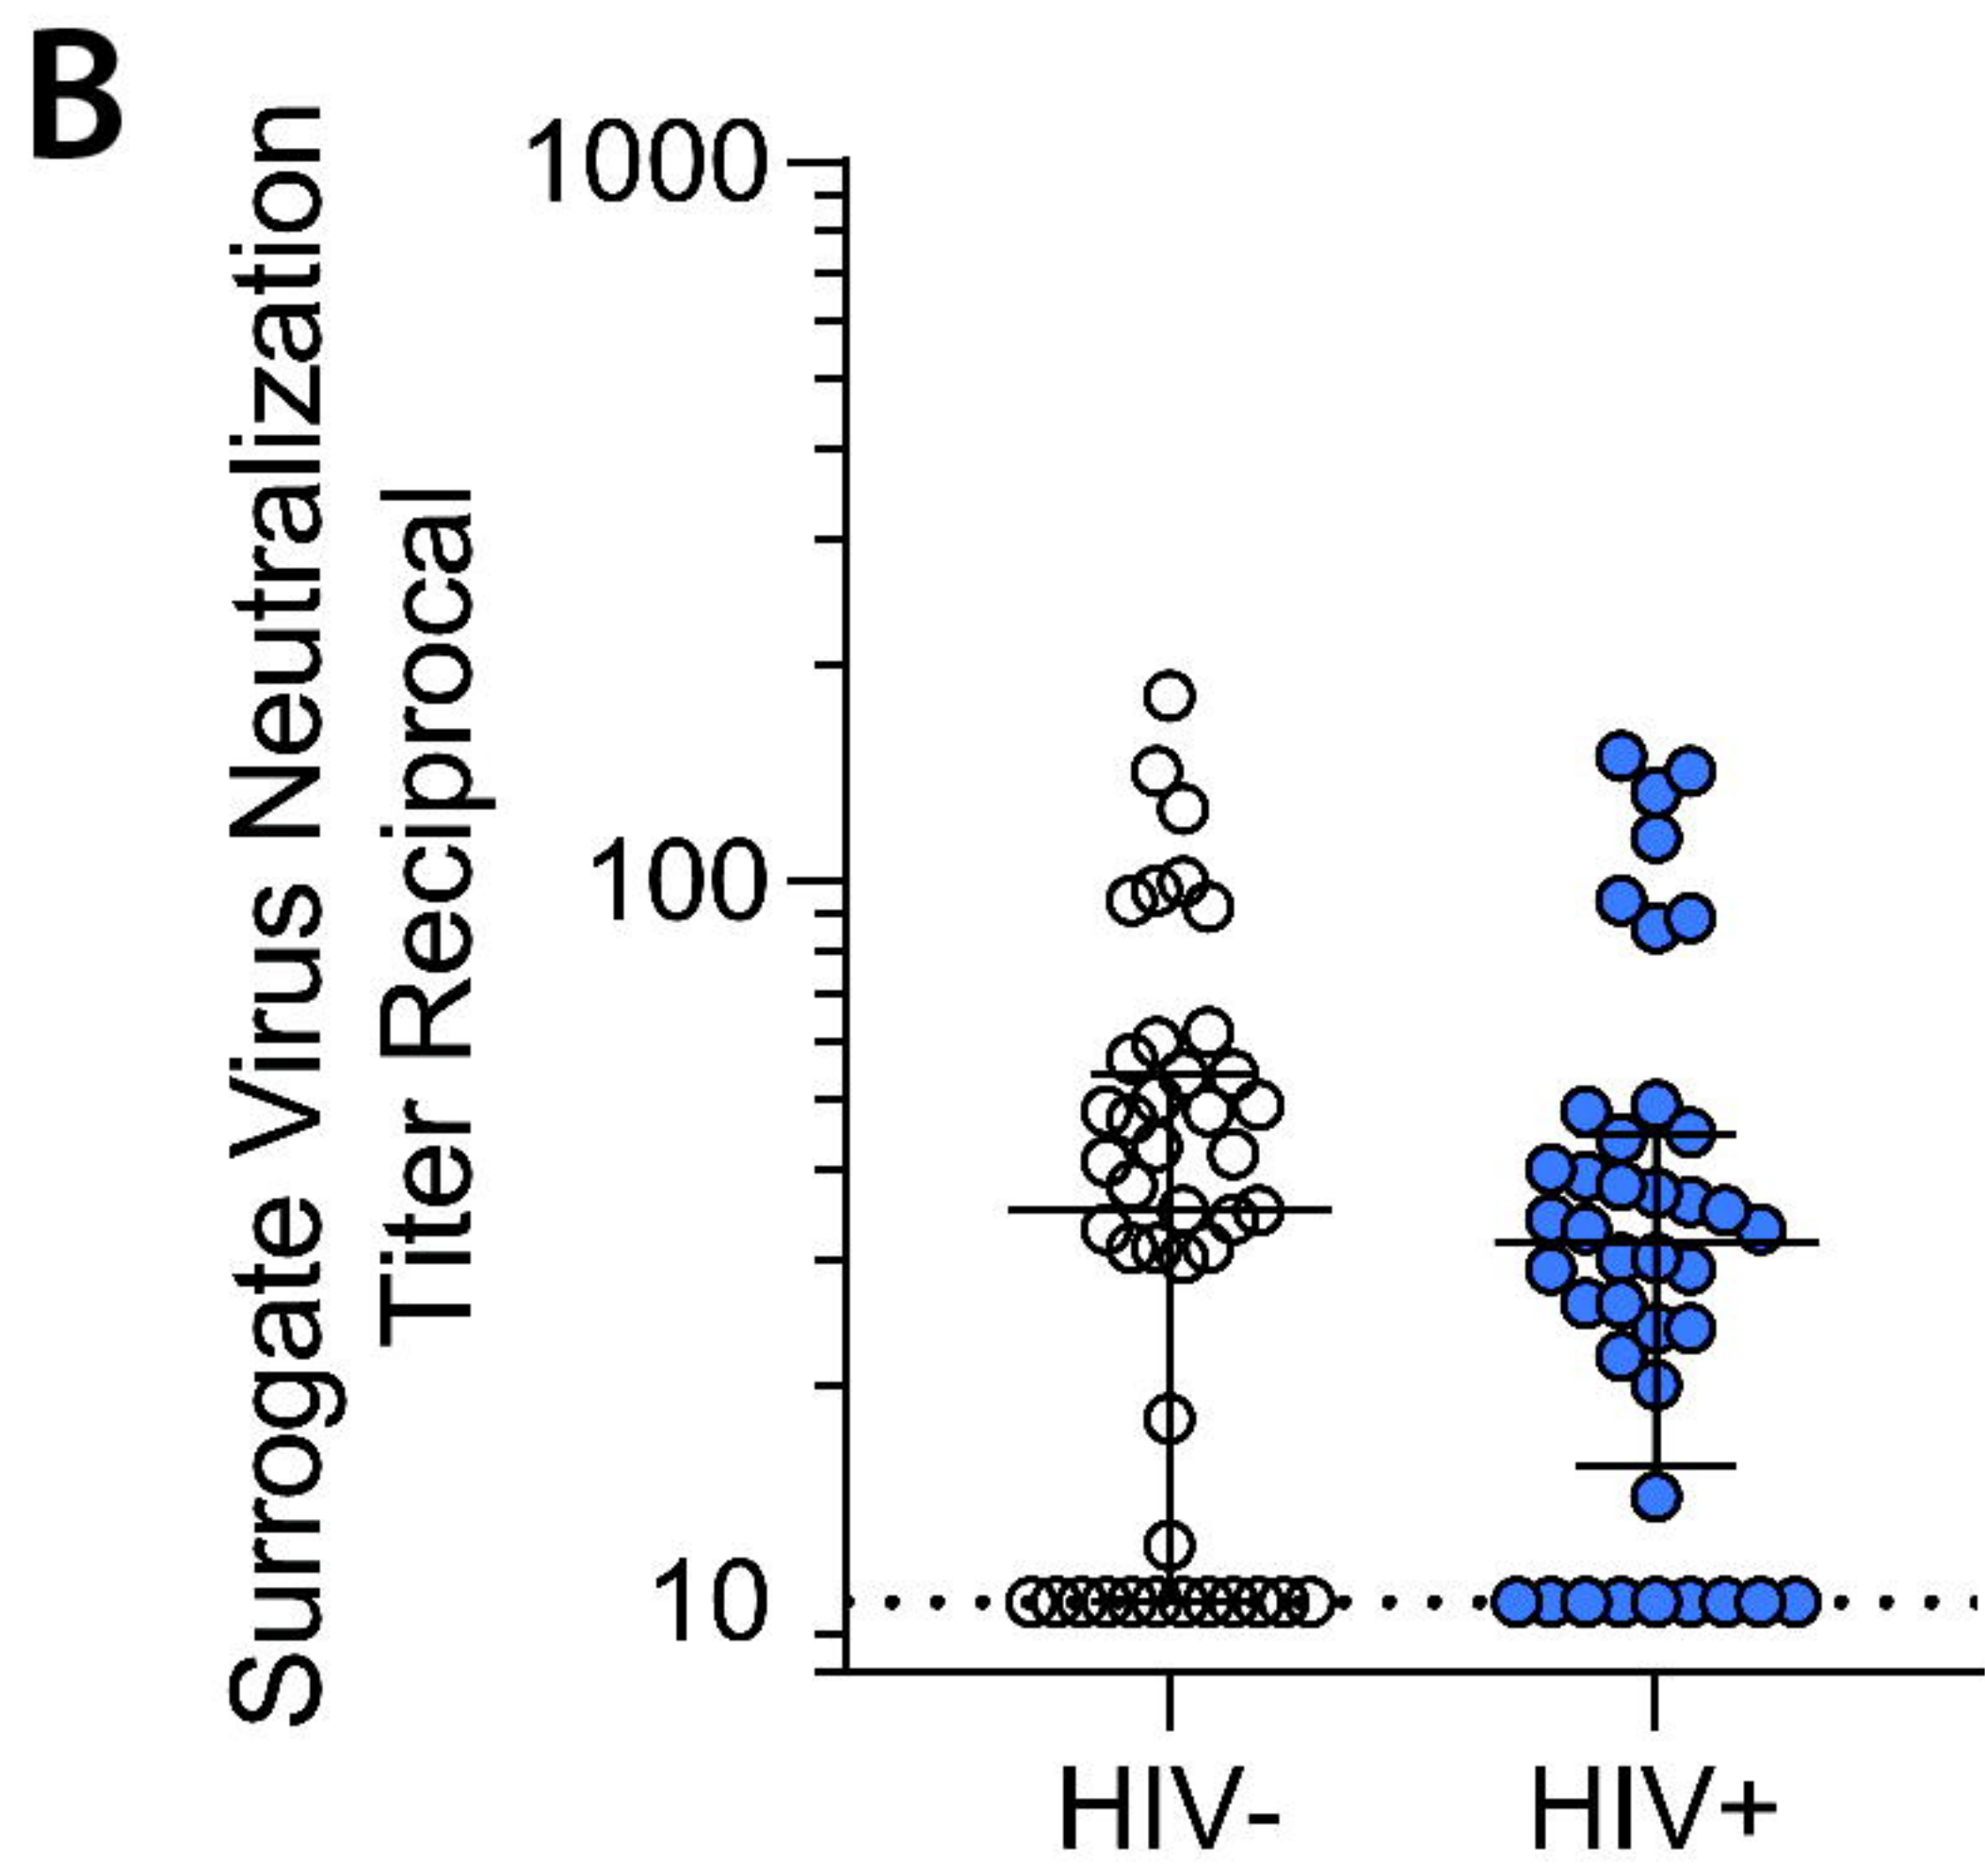 B
Surrogate Virus Neutralization
Titer Reciprocal
1000
100
10
HIV-
HIV+